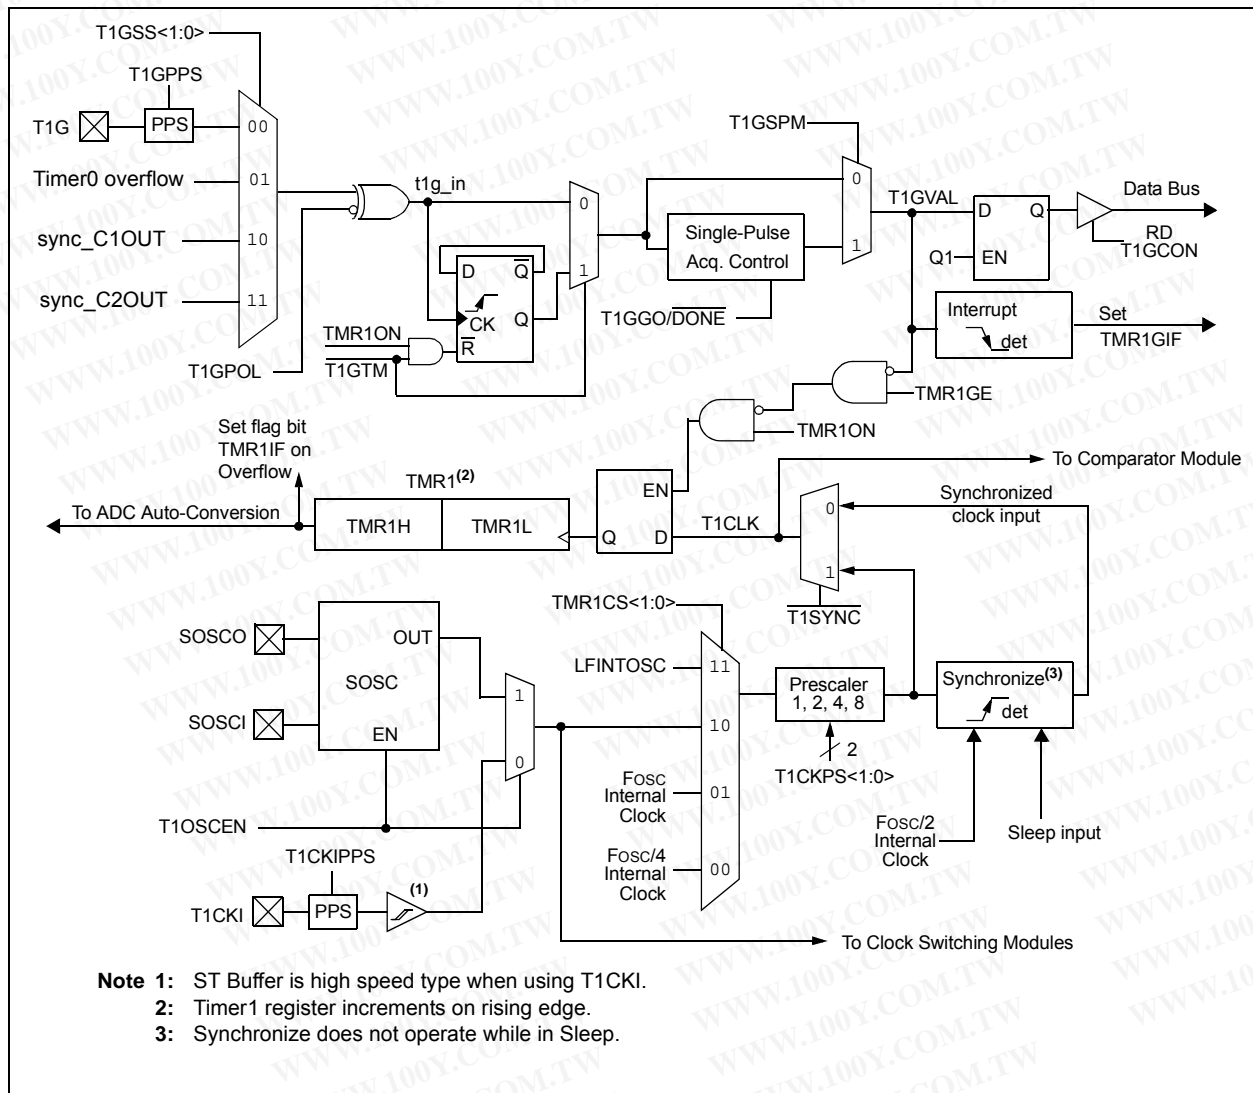 T1GSS<1:0>
T1GPPS
T1G
PPS
00
Timer0 overflow
01
sync_C1OUT
10
sync_C2OUT
11
T1GPOL
t1g_in
D
Q
CK
Q
R
TMR1ON
T1GTM
0
1
T1GSPM
Single-Pulse
Acq. Control
T1GGO/DONE
0
1
T1GVAL
D
Q
Q1
EN
Data Bus
RD
T1GCON
Interrupt
det
Set
TMR1GIF
TMR1GE
TMR1ON
Set flag bit
TMR1IF on
Overflow
To ADC Auto-Conversion
TMR1(2)
TMR1H
TMR1L
EN
Q
D
T1CLK
To Comparator Module
0
1
Synchronized
clock input
T1SYNC
SOSCO
SOSCI
OUT
SOSC
EN
1
0
T1OSCEN
T1CKIPPS
T1CKI
PPS
(1)
TMR1CS<1:0>
LFINTOSC
11
10
FOSC
Internal
Clock
01
FOSC/4
Internal
Clock
00
Prescaler
1, 2, 4, 8
2
T1CKPS<1:0>
Synchronize(3)
det
FOSC/2
Internal
Clock
Sleep input
To Clock Switching Modules
Note 1: ST Buffer is high speed type when using T1CKI.
2: Timer1 register increments on rising edge.
3: Synchronize does not operate while in Sleep.
WWW.100Y.COM.TW